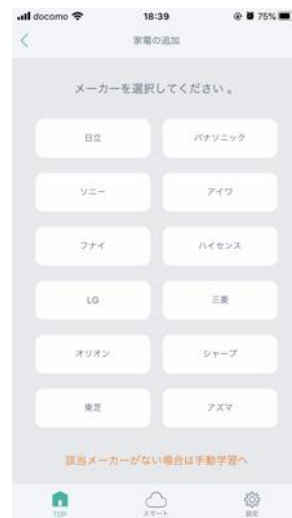 docomo 18:39 75%
家電の追加
メーカーを選択してください。
日立 パナソニック
ソニー アイワ
フナイ ハイセンス
LG 三菱
オリオン シャープ
東芝 アズマ
該当メーカーがない場合は手動学習へ
TOP スマート 設定